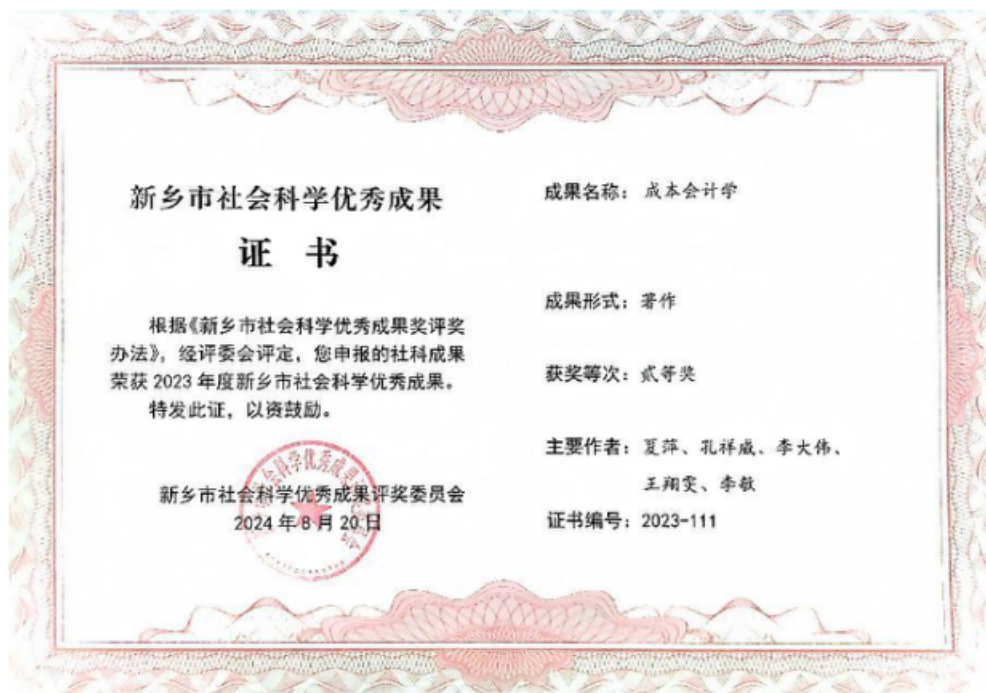 新乡市社会科学优秀成果
证 书
根据《新乡市社会科学优秀成果奖评奖
办法》，经评委会评定，您申报的社科成果
荣获 2023 年度新乡市社会科学优秀成果。
特发此证，以资鼓励。
新乡市社会科学优秀成果评奖委员会
2024 年 8 月 20 日
成果名称：成本会计学
成果形式：著作
获奖等次：贰等奖
主要作者：夏萍、孔祥威、李大伟、
王翔雯、李敏
证书编号：2023-111